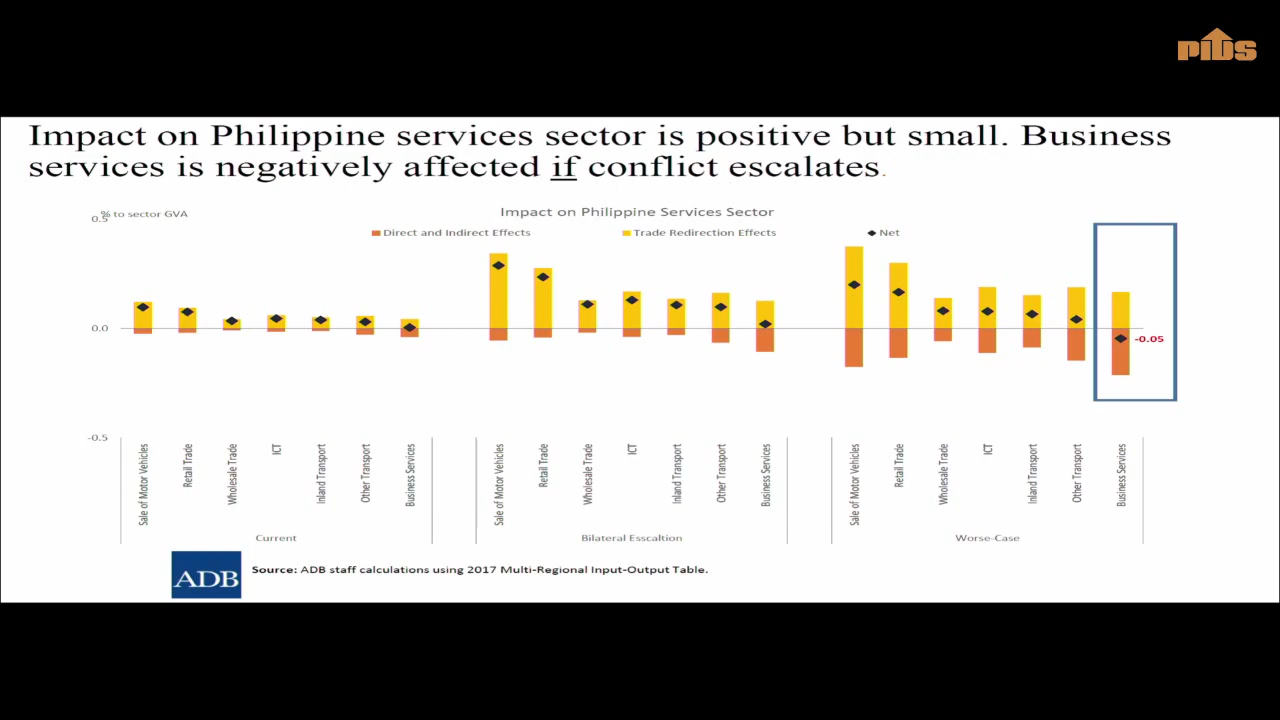 PIDS
Impact on Philippine services sector is positive but small. Business
services is negatively affected if conflict escalates.
Impact on Philippine Services Sector
% to sector GVA
0.5
Direct and Indirect Effects
Trade Redirection Effects
Net
0.0
-0.05
-0.5
Sale of Motor Vehicles
Retail Trade
Wholesale Trade
ICT
Inland Transport
Other Transport
Business Services
Sale of Motor Vehicles
Retail Trade
Wholesale Trade
ICT
Inland Transport
Other Transport
Business Services
Sale of Motor Vehicles
Retail Trade
Wholesale Trade
ICT
Inland Transport
Other Transport
Business Services
Current
Bilateral Esscaltion
Worse-Case
ADB
Source: ADB staff calculations using 2017 Multi-Regional Input-Output Table.